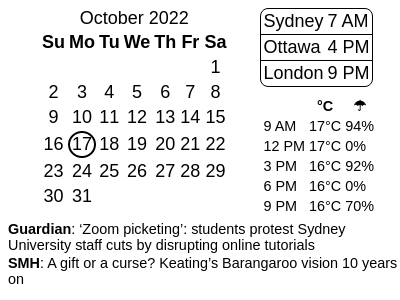 October 2022
Su Mo Tu We Th Fr Sa
1
2 3 4 5 6 7 8
9 10 11 12 13 14 15
16 17 18 19 20 21 22
23 24 25 26 27 28 29
30 31
Sydney 7 AM
Ottawa 4 PM
London 9 PM
°C ☂
9 AM 17°C 94%
12 PM 17°C 0%
3 PM 16°C 92%
6 PM 16°C 0%
9 PM 16°C 70%
Guardian: ‘Zoom picketing’: students protest Sydney
University staff cuts by disrupting online tutorials
SMH: A gift or a curse? Keating’s Barangaroo vision 10 years
on